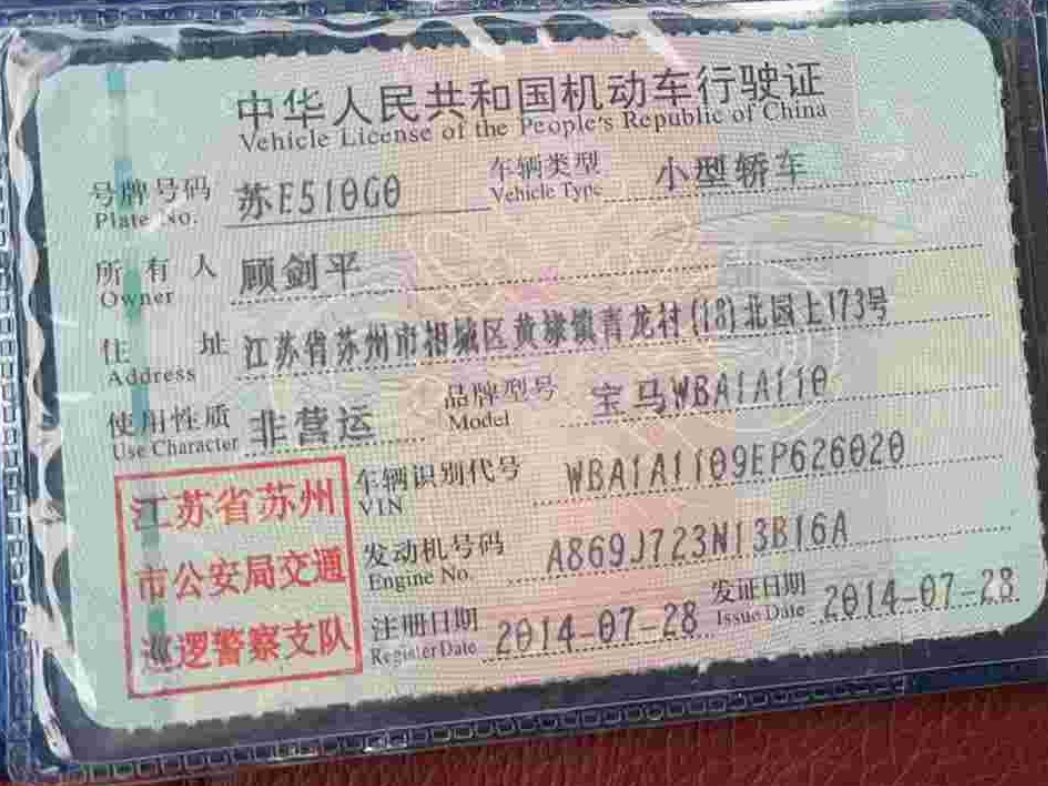 中华人民共和国机动车行驶证
Vehicle License of the People's Republic of China
号牌号码 苏E510G0 车辆类型 小型轿车
Plate No. Vehicle Type
所有人 顾剑平
Owner
住址 江苏省苏州市相城区黄埭镇青龙村(18)北园上173号
Address
使用性质 非营运 品牌型号 宝马WBA1A110
Use Character Model
车辆识别代号 WBA1A1109EP626020
VIN
发动机号码 A869J723N13B16A
Engine No.
注册日期 2014-07-28 发证日期 2014-07-28
Register Date Issue Date
江苏省苏州
市公安局交通
巡逻警察支队